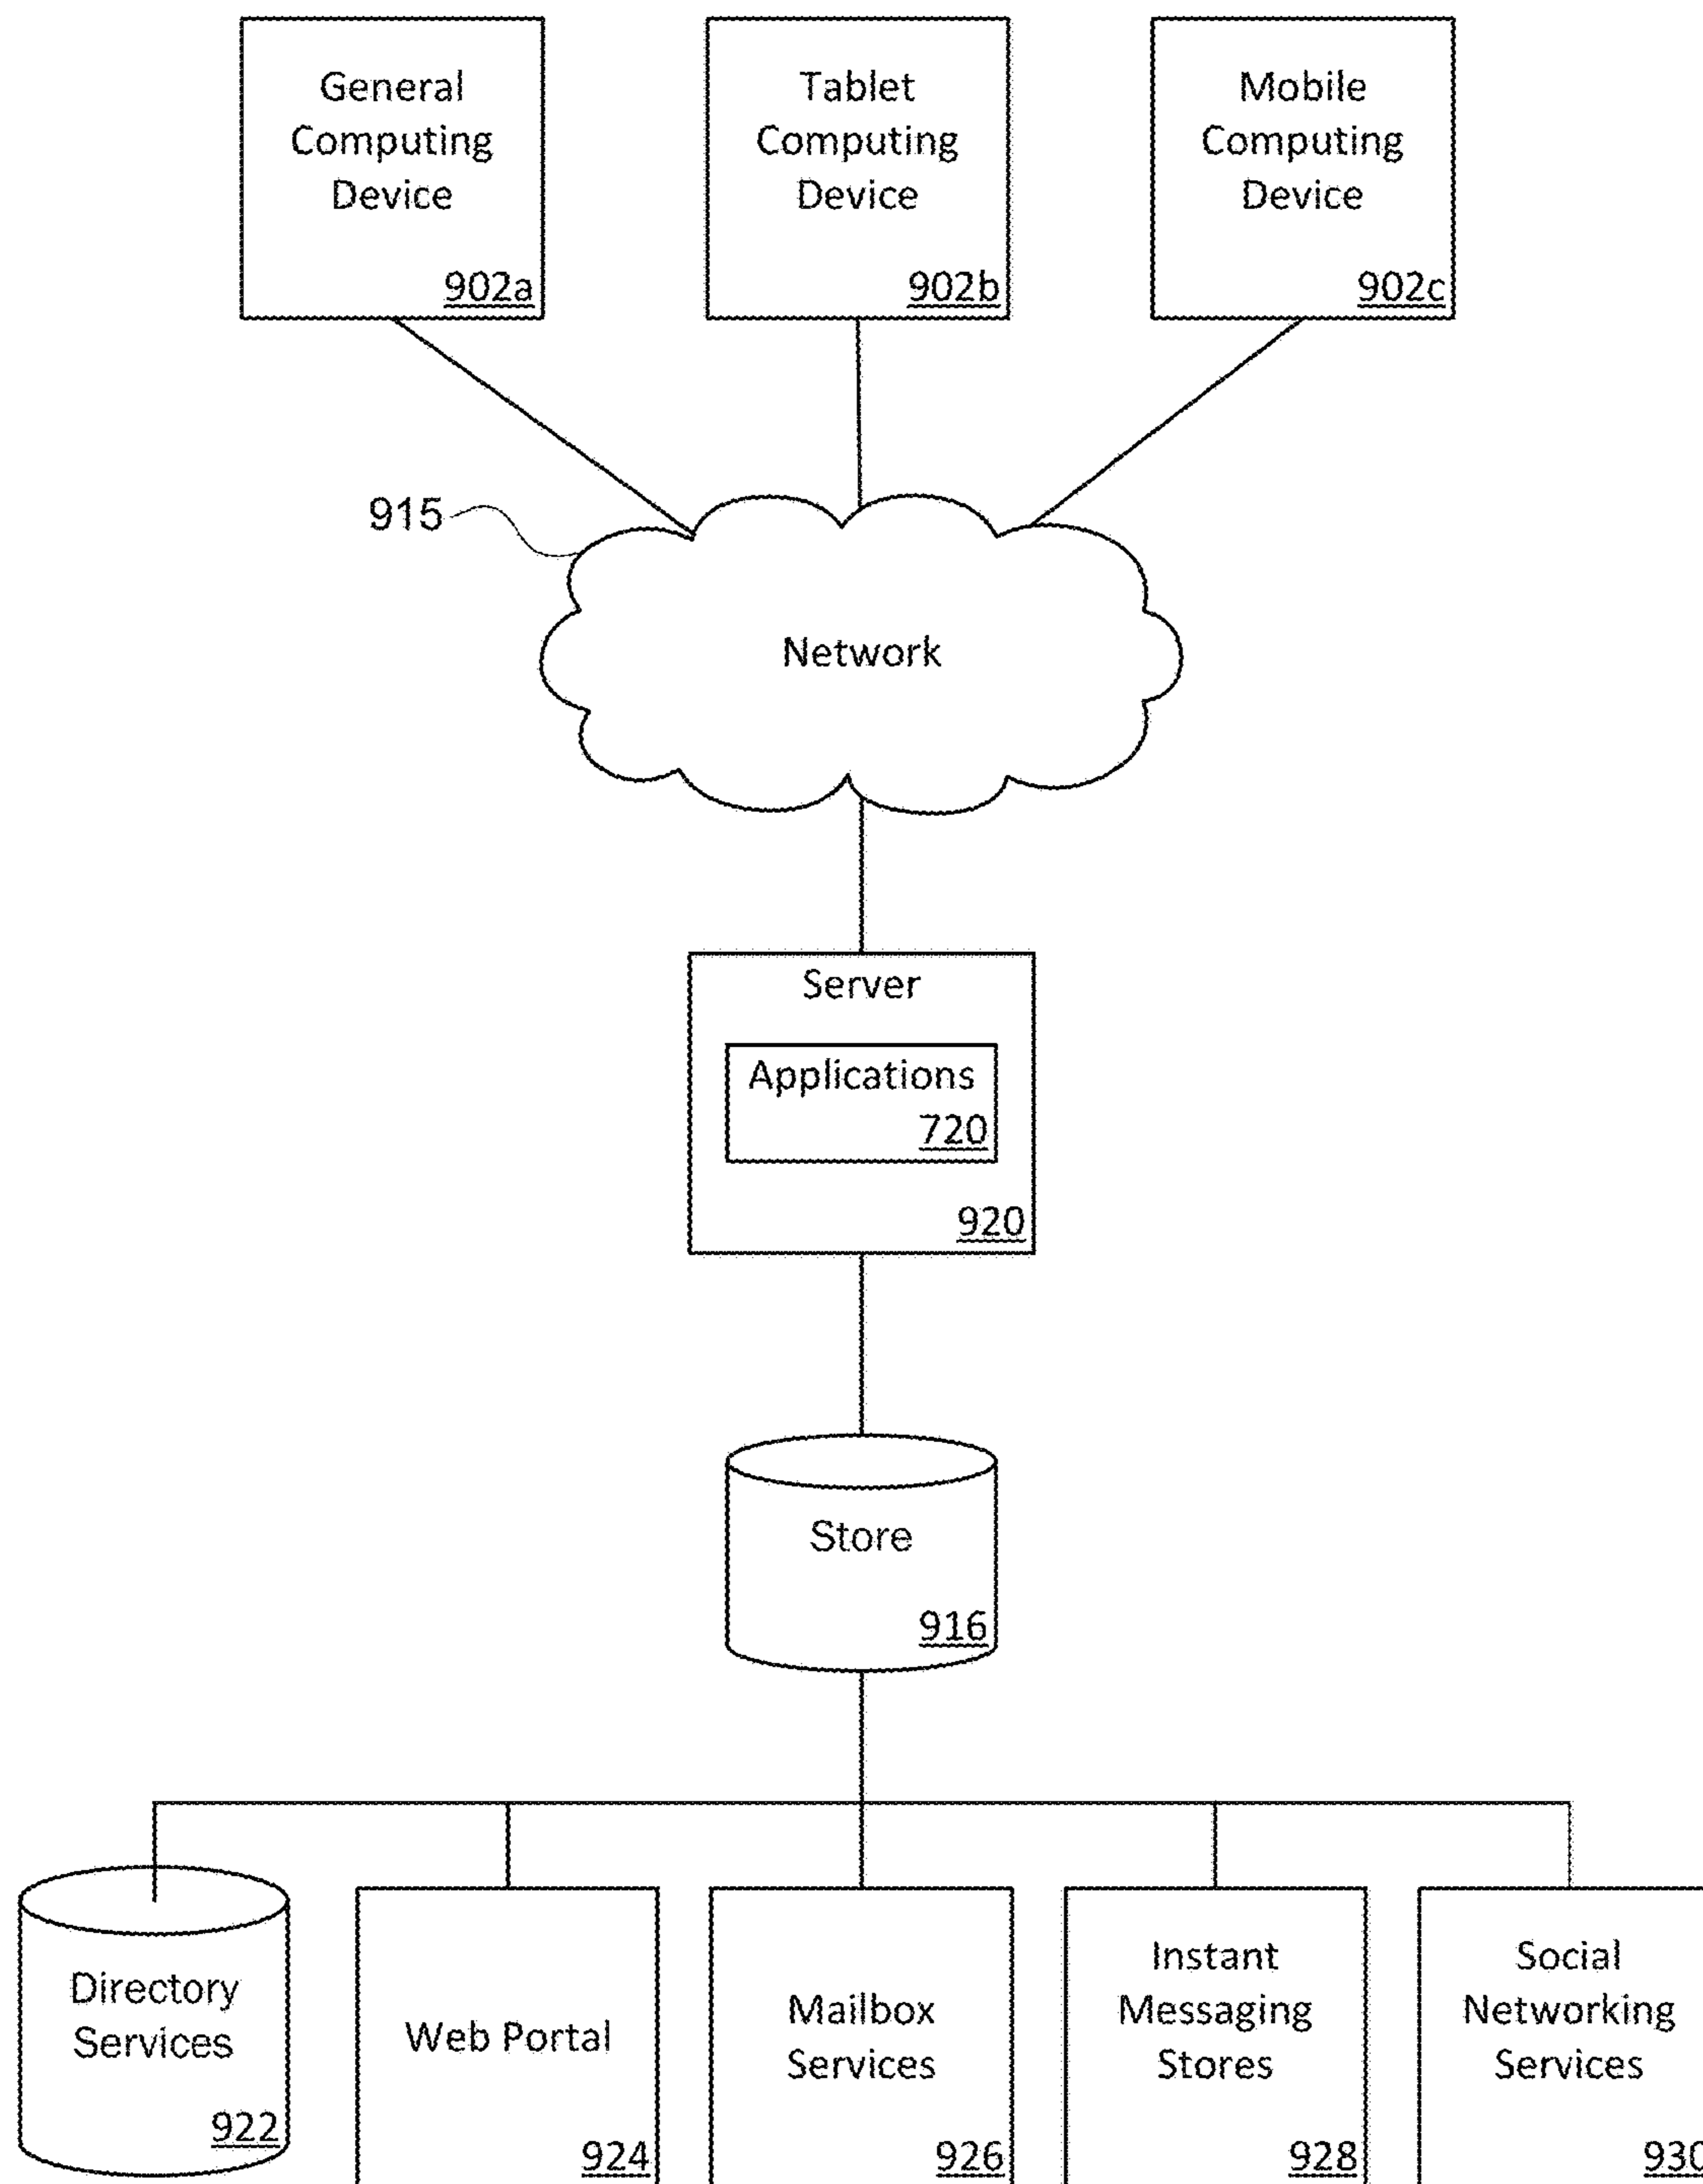 General
Computing
Device
902a
Tablet
Computing
Device
902b
Mobile
Computing
Device
902c
915
Network
Server
Applications
720
920
Store
916
Directory
Services
922
Web Portal
924
Mailbox
Services
926
Instant
Messaging
Stores
928
Social
Networking
Services
930